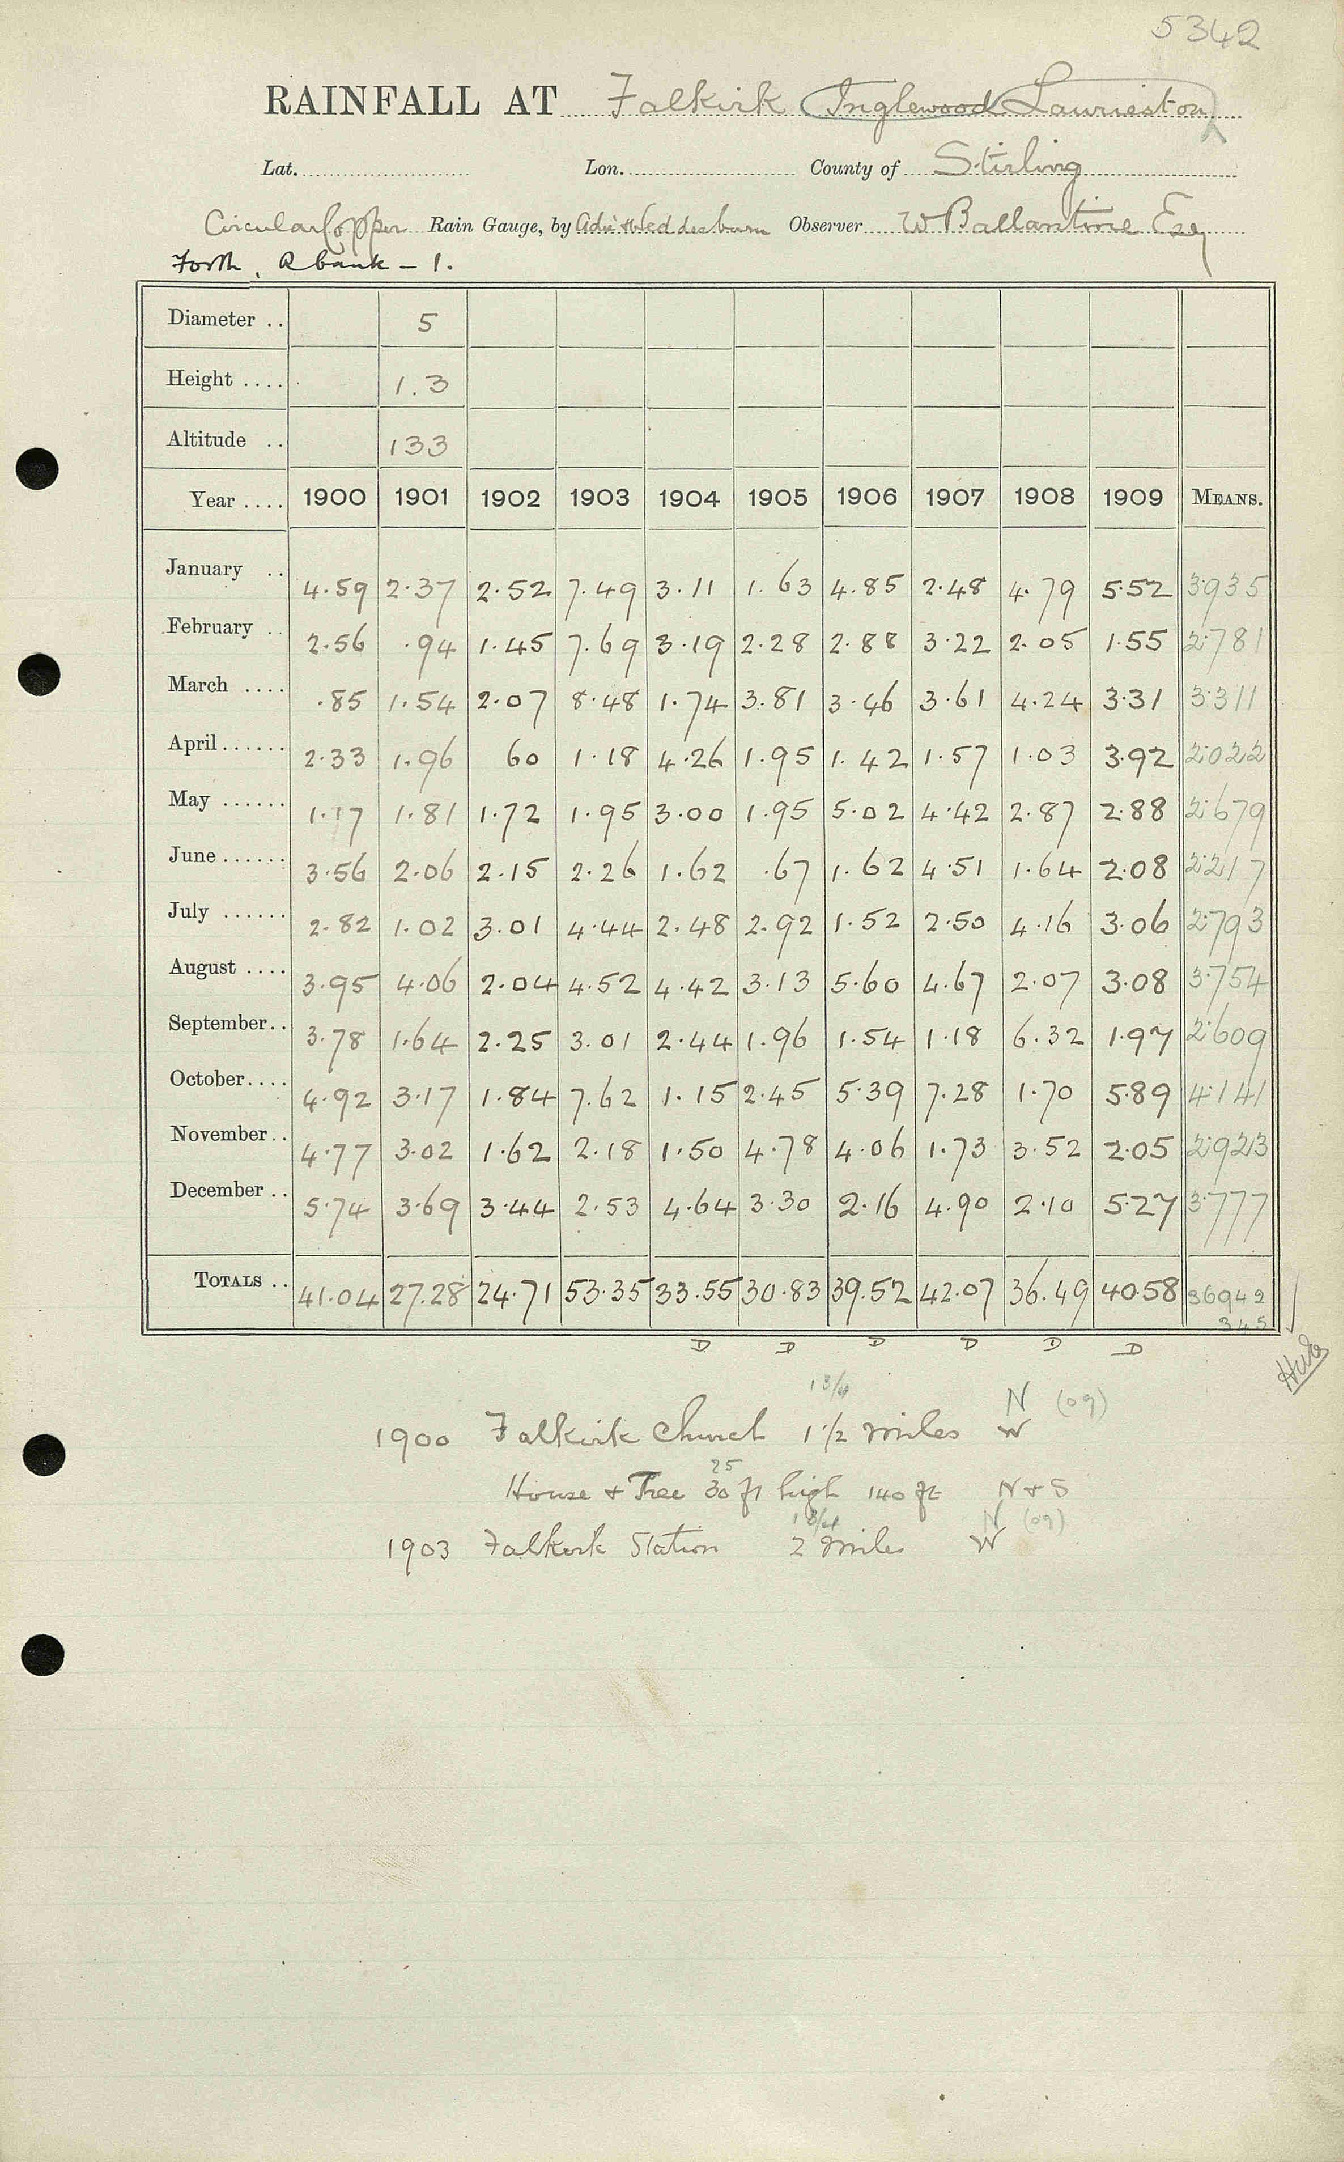 5342
RAINFALL AT Falkirk Inglewood Laurieston
Lat. Lon. County of Stirling
Circular Copper Rain Gauge, by Adie & Wedderburn Observer W Ballantine Esq
Forth, R bank - 1.
Diameter .. 5
Height .... 1.3
Altitude .. 133
Year .... 1900 1901 1902 1903 1904 1905 1906 1907 1908 1909 MEANS.
January .. 4.59 2.37 2.52 7.49 3.11 1.63 4.85 2.48 4.79 5.52 3.935
February .. 2.56 .94 1.45 7.69 3.19 2.28 2.88 3.22 2.05 1.55 2.781
March .... .85 1.54 2.07 8.48 1.74 3.81 3.46 3.61 4.24 3.31 3.311
April...... 2.33 1.96 60 1.18 4.26 1.95 1.42 1.57 1.03 3.92 2.022
May ...... 1.17 1.81 1.72 1.95 3.00 1.95 5.02 4.42 2.87 2.88 2.679
June...... 3.56 2.06 2.15 2.26 1.62 .67 1.62 4.51 1.64 2.08 2.217
July ...... 2.82 1.02 3.01 4.44 2.48 2.92 1.52 2.50 4.16 3.06 2.793
August .... 3.95 4.06 2.04 4.52 4.42 3.13 5.60 4.67 2.07 3.08 3.754
September.. 3.78 1.64 2.25 3.01 2.44 1.96 1.54 1.18 6.32 1.97 2.609
October.... 4.92 3.17 1.84 7.62 1.15 2.45 5.39 7.28 1.70 5.89 4.141
November.. 4.77 3.02 1.62 2.18 1.50 4.78 4.06 1.73 3.52 2.05 2.923
December .. 5.74 3.69 3.44 2.53 4.64 3.30 2.16 4.90 2.10 5.27 3.777
TOTALS .. 41.04 27.28 24.71 53.35 33.55 30.83 39.52 42.07 36.49 40.58 36942
345
D D D D D D
1 3/4 N (09)
1900 Falkirk Church 1 1/2 miles W
25
House & Tree 30 ft high 140 ft N & S
1 3/4 N (09)
1903 Falkirk Station 2 miles W